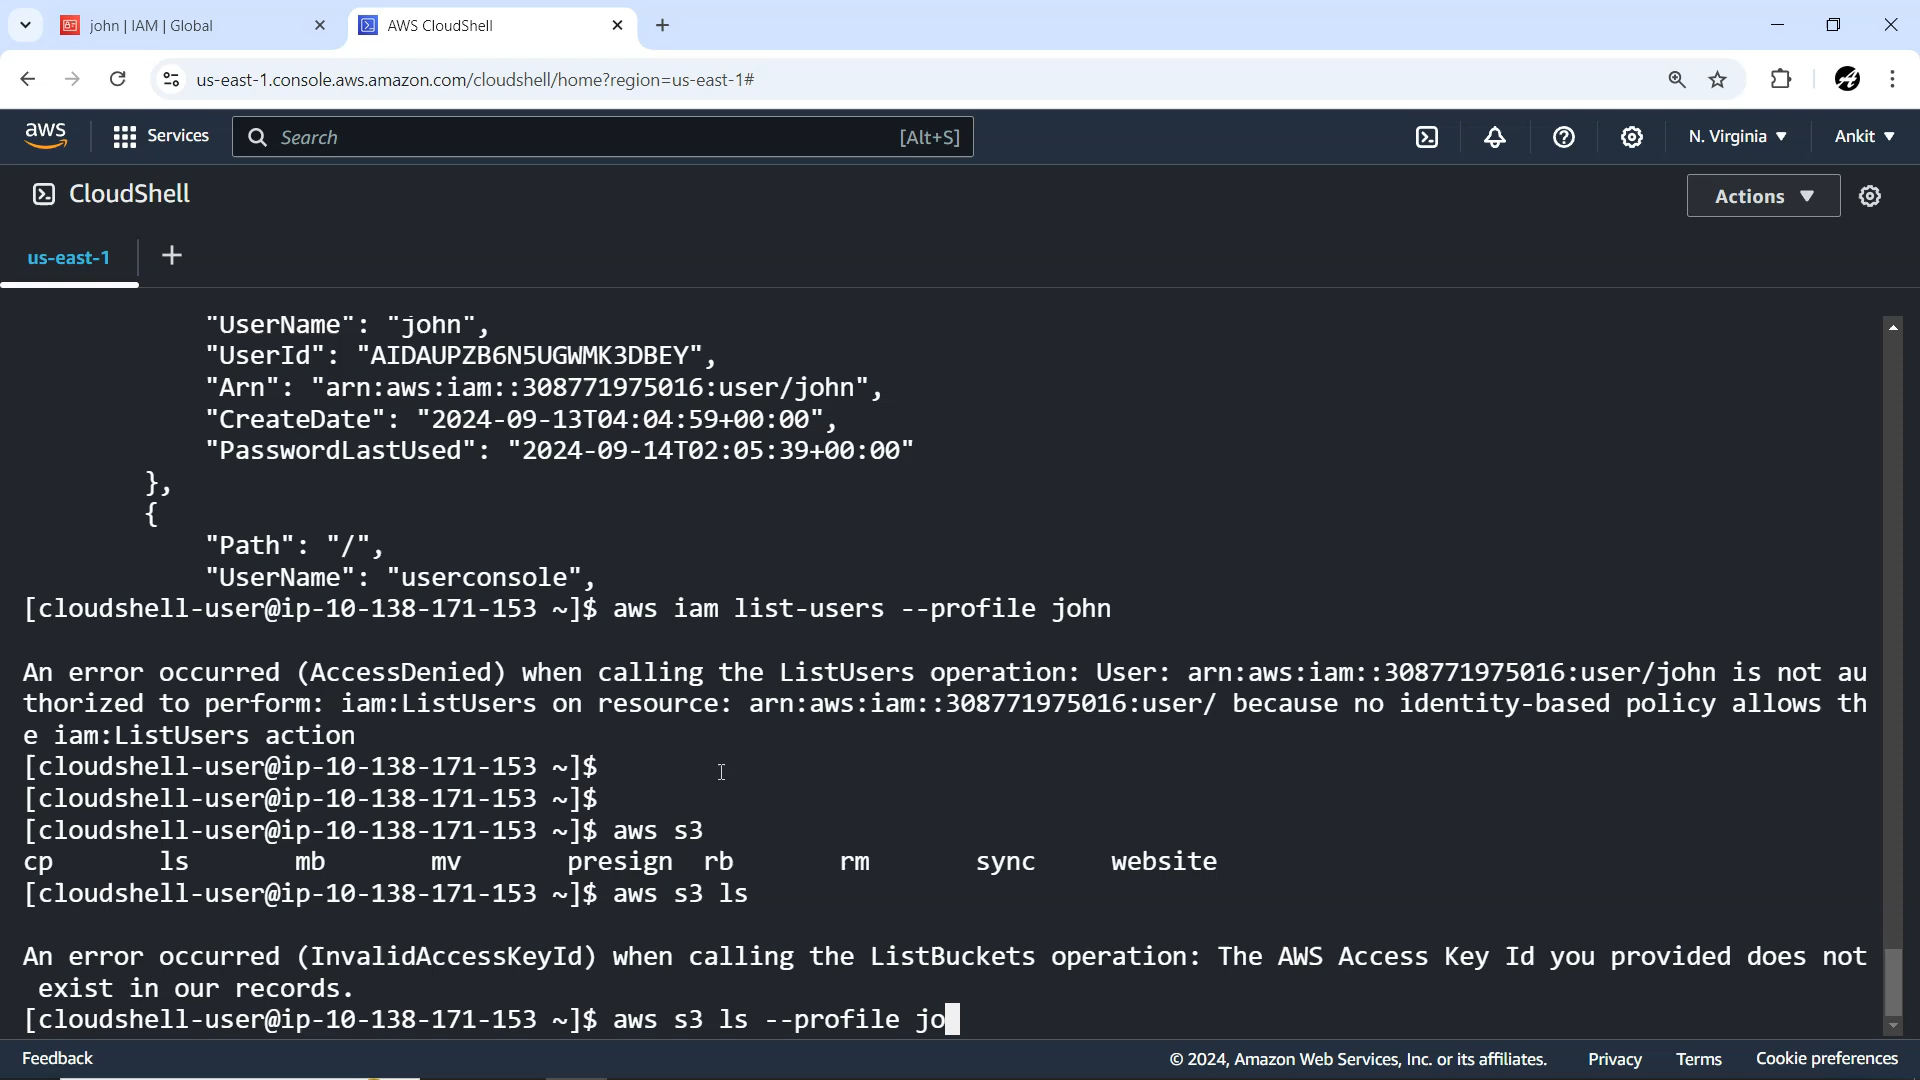 john | IAM | Global
AWS CloudShell
us-east-1.console.aws.amazon.com/cloudshell/home?region=us-east-1#
aws
Services
Search
[Alt+S]
N. Virginia
Ankit
CloudShell
Actions
us-east-1
"UserName": "john",
"UserId": "AIDAUPZB6N5UGWMK3DBEY",
"Arn": "arn:aws:iam::308771975016:user/john",
"CreateDate": "2024-09-13T04:04:59+00:00",
"PasswordLastUsed": "2024-09-14T02:05:39+00:00"
},
{
"Path": "/",
"UserName": "userconsole",
[cloudshell-user@ip-10-138-171-153 ~]$ aws iam list-users --profile john
An error occurred (AccessDenied) when calling the ListUsers operation: User: arn:aws:iam::308771975016:user/john is not au
thorized to perform: iam:ListUsers on resource: arn:aws:iam::308771975016:user/ because no identity-based policy allows th
e iam:ListUsers action
[cloudshell-user@ip-10-138-171-153 ~]$
[cloudshell-user@ip-10-138-171-153 ~]$
[cloudshell-user@ip-10-138-171-153 ~]$ aws s3
cp ls mb mv presign rb rm sync website
[cloudshell-user@ip-10-138-171-153 ~]$ aws s3 ls
An error occurred (InvalidAccessKeyId) when calling the ListBuckets operation: The AWS Access Key Id you provided does not
exist in our records.
[cloudshell-user@ip-10-138-171-153 ~]$ aws s3 ls --profile jo
Feedback
© 2024, Amazon Web Services, Inc. or its affiliates.
Privacy
Terms
Cookie preferences